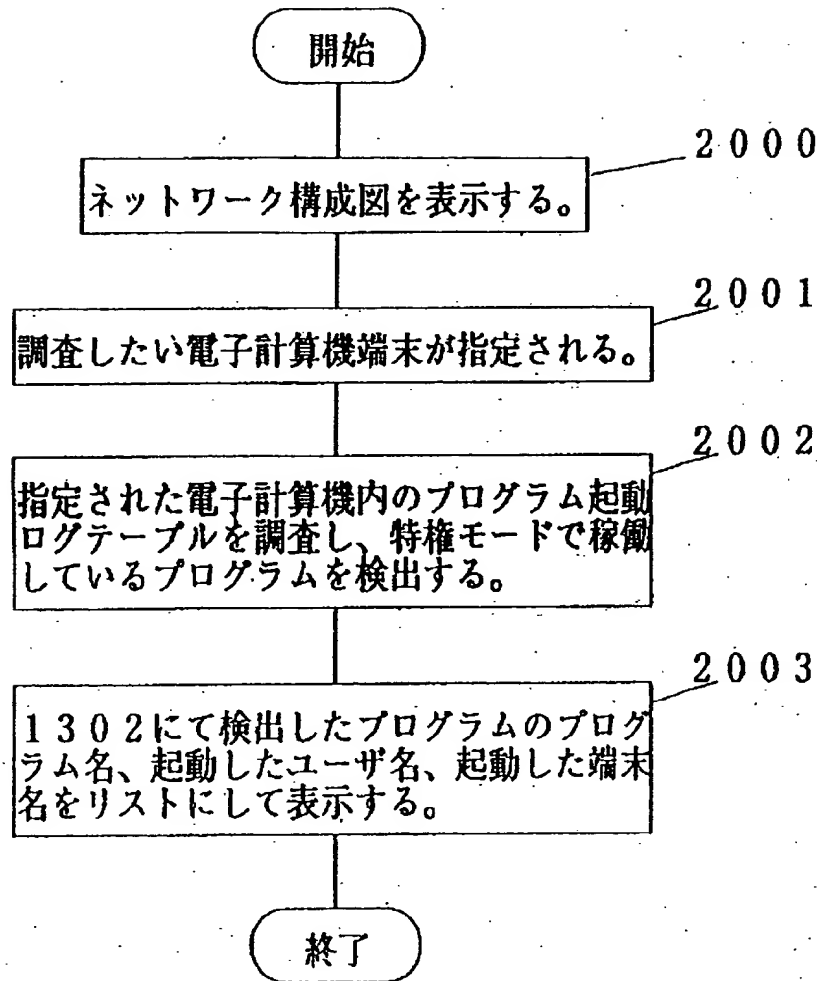 開始
2000
ネットワーク構成図を表示する。
2001
調査したい電子計算機端末が指定される。
2002
指定された電子計算機内のプログラム起動
ログテーブルを調査し、特権モードで稼働
しているプログラムを検出する。
2003
1302にて検出したプログラムのプログ
ラム名、起動したユーザ名、起動した端末
名をリストにして表示する。
終了